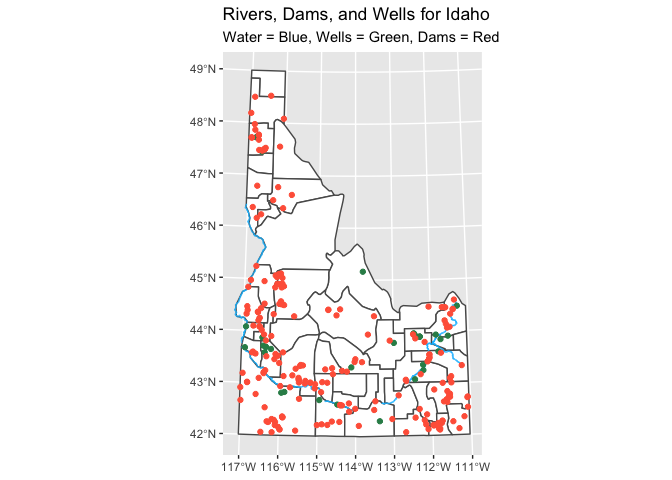 Rivers, Dams, and Wells for Idaho
Water = Blue, Wells = Green, Dams = Red
49°N
48°N
47°N
46°N
45°N
44°N
43°N
42°N
117°W 116°W 115°W 114°W 113°W 112°W 111°W